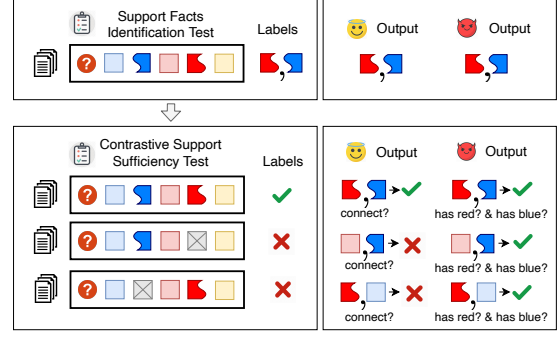 Support Facts
Identification Test
Labels
?
,
Output
Output
,
,
Contrastive Support
Sufficiency Test
Labels
Output
Output
?
,
connect?
,
has red? & has blue?
?
,
connect?
,
has red? & has blue?
?
,
connect?
,
has red? & has blue?